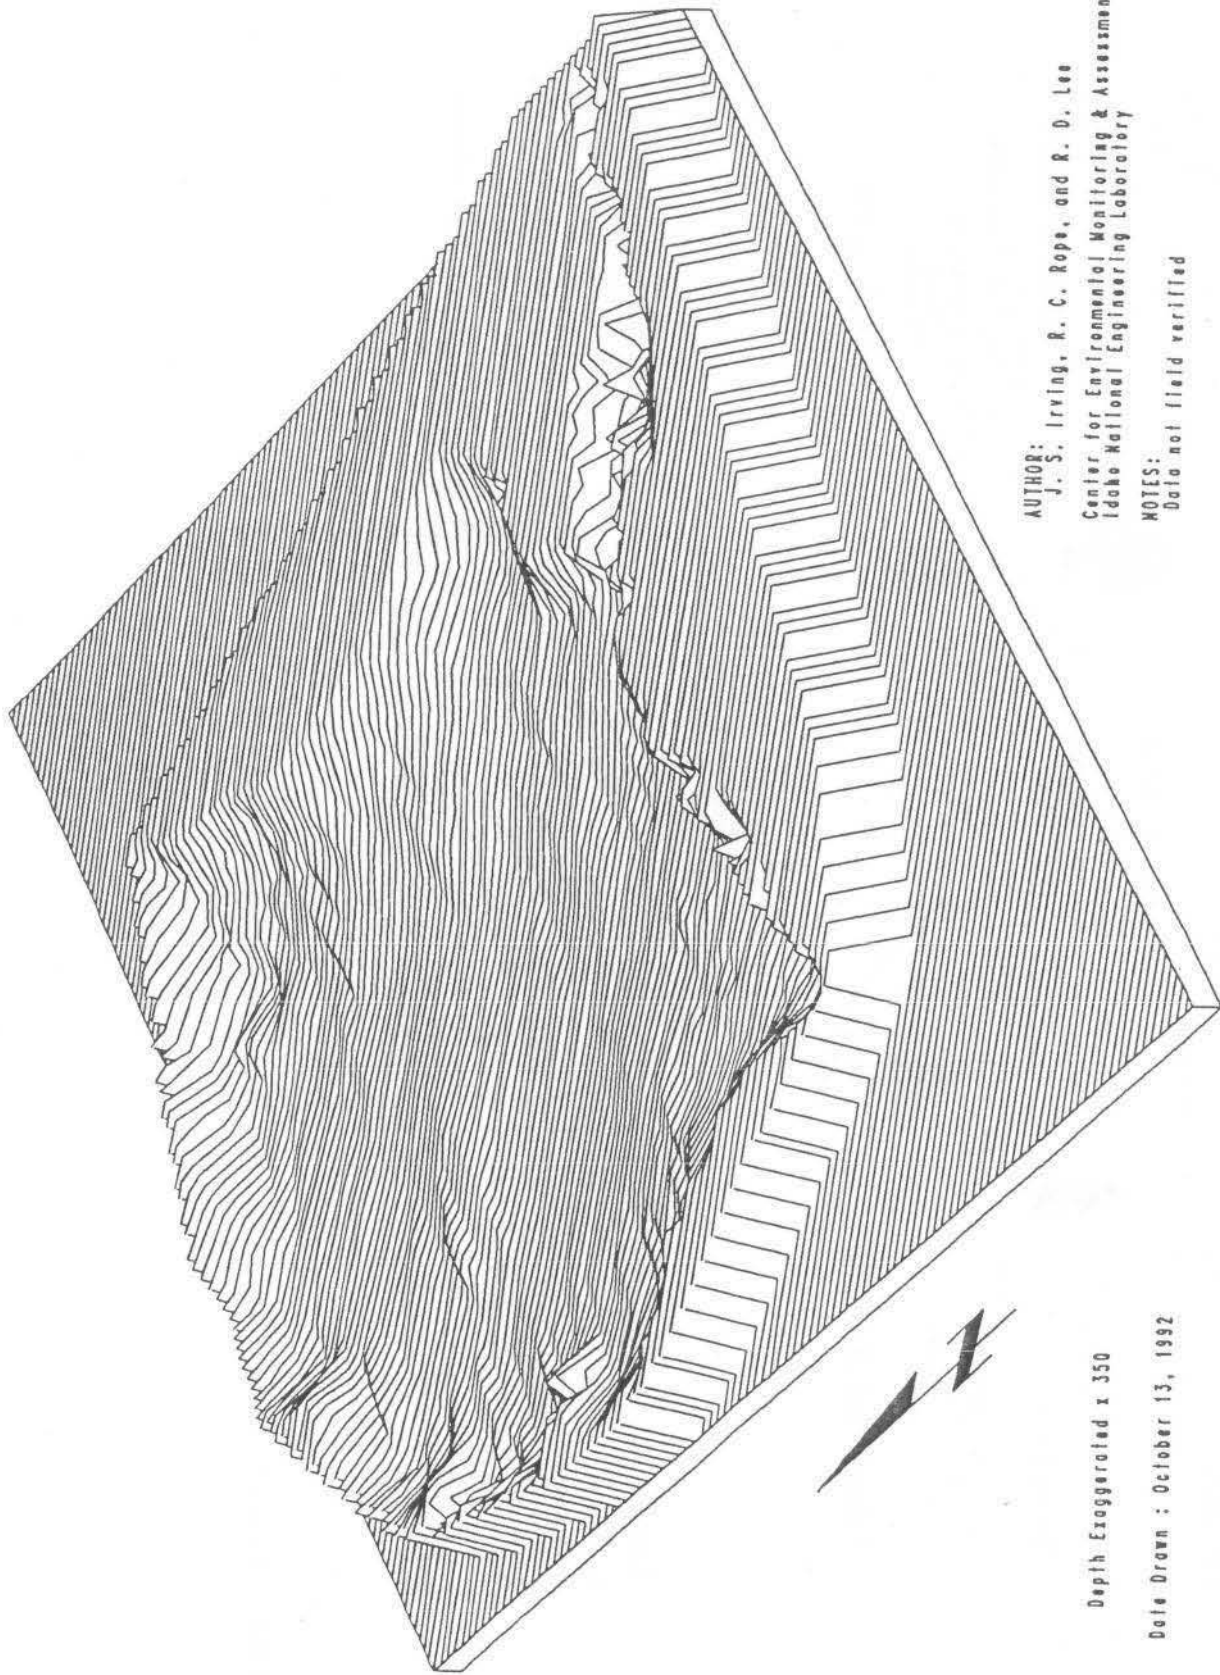 Depth Exaggerated x 350
Date Drawn : October 13, 1992
N
AUTHOR:
J. S. Irving, R. C. Rope, and R. D. Lee
Center for Environmental Monitoring & Assessmen
Idaho National Engineering Laboratory
NOTES:
Data not field verified